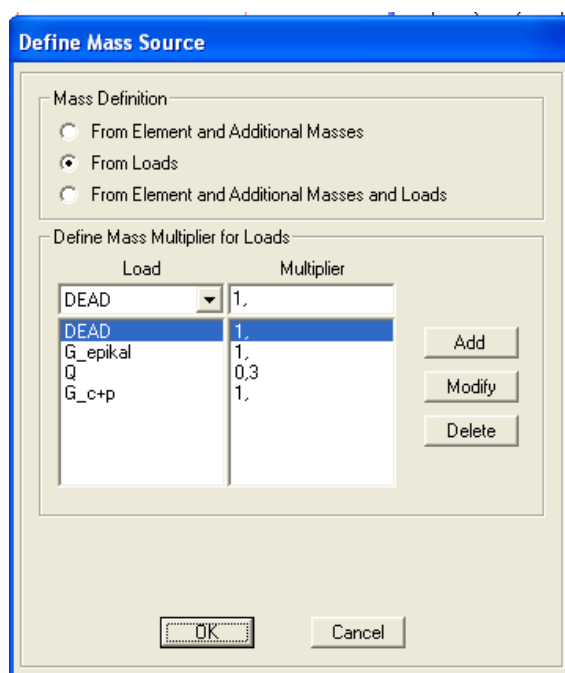 Define Mass Source
Mass Definition
From Element and Additional Masses
From Loads
From Element and Additional Masses and Loads
Define Mass Multiplier for Loads
Load Multiplier
DEAD 1,
DEAD 1,
G_epikal 1,
Q 0,3
G_c+p 1,
Add
Modify
Delete
OK Cancel